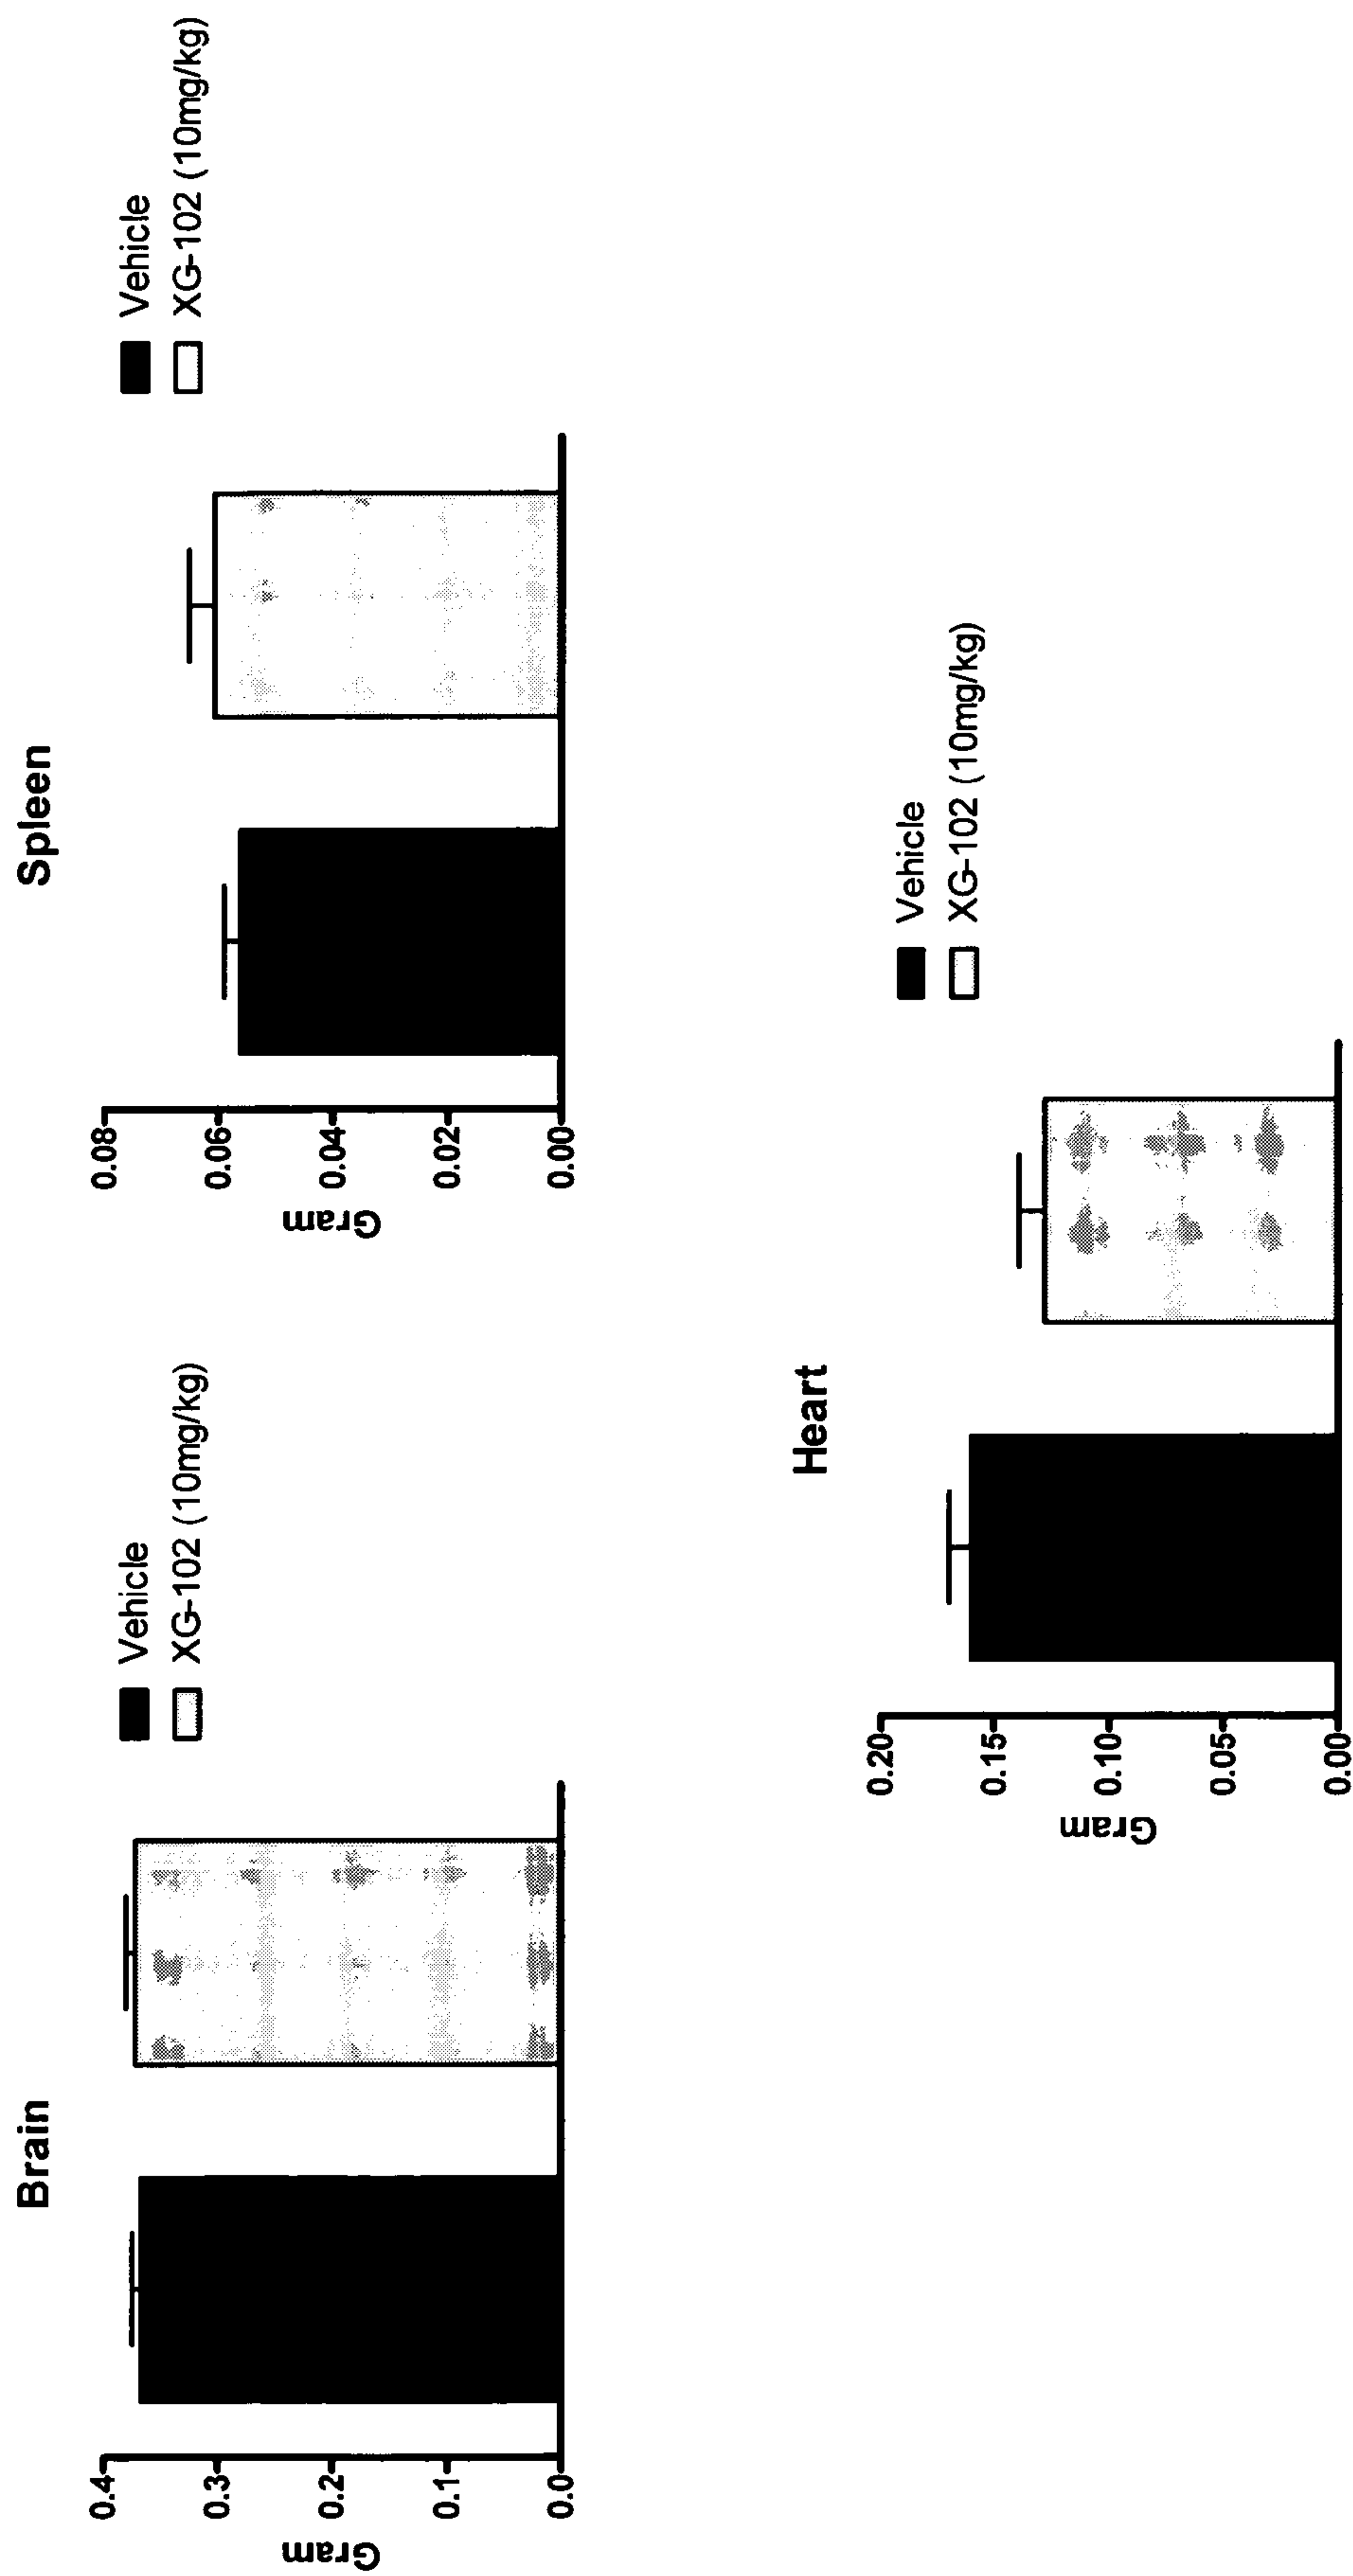 Brain
Gram
0.4
0.3
0.2
0.1
0.0
Vehicle
XG-102 (10mg/kg)
Spleen
Gram
0.08
0.06
0.04
0.02
0.00
Vehicle
XG-102 (10mg/kg)
Heart
Gram
0.20
0.15
0.10
0.05
0.00
Vehicle
XG-102 (10mg/kg)